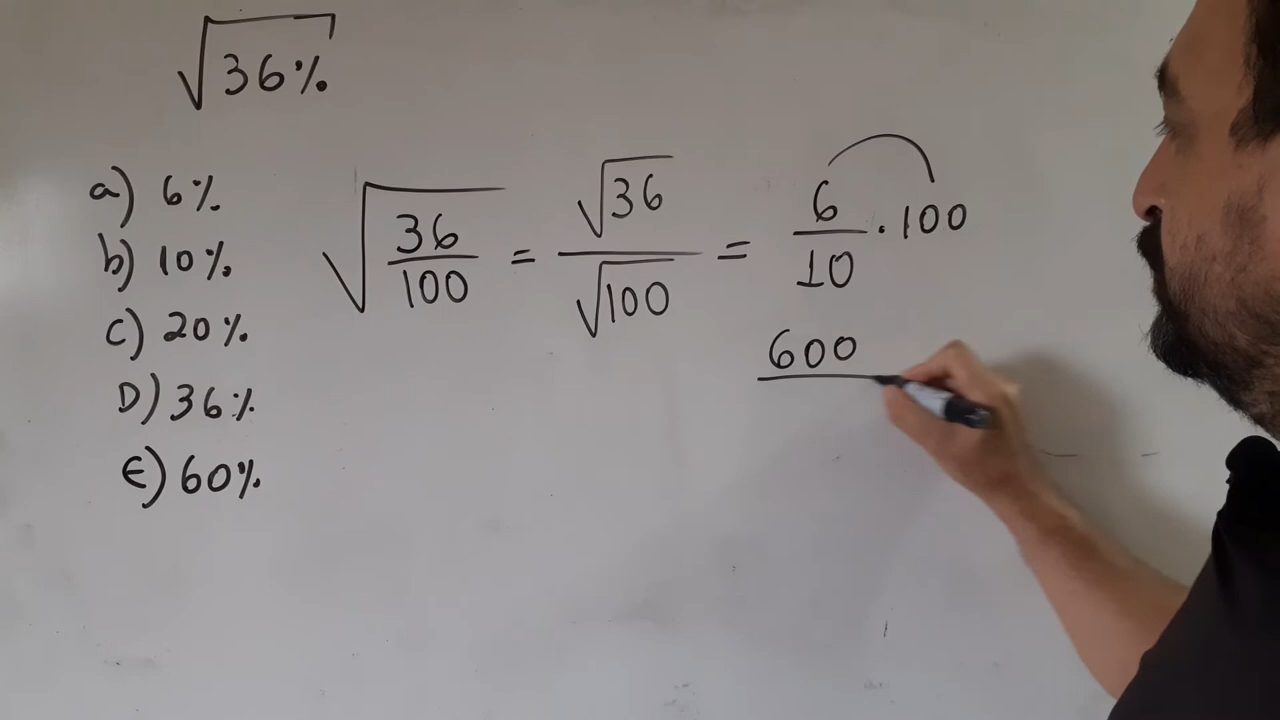 √36%
a) 6%
b) 10%
c) 20%
D) 36%
E) 60%
√(36/100) = √36/√100 = 6/10 . 100
600